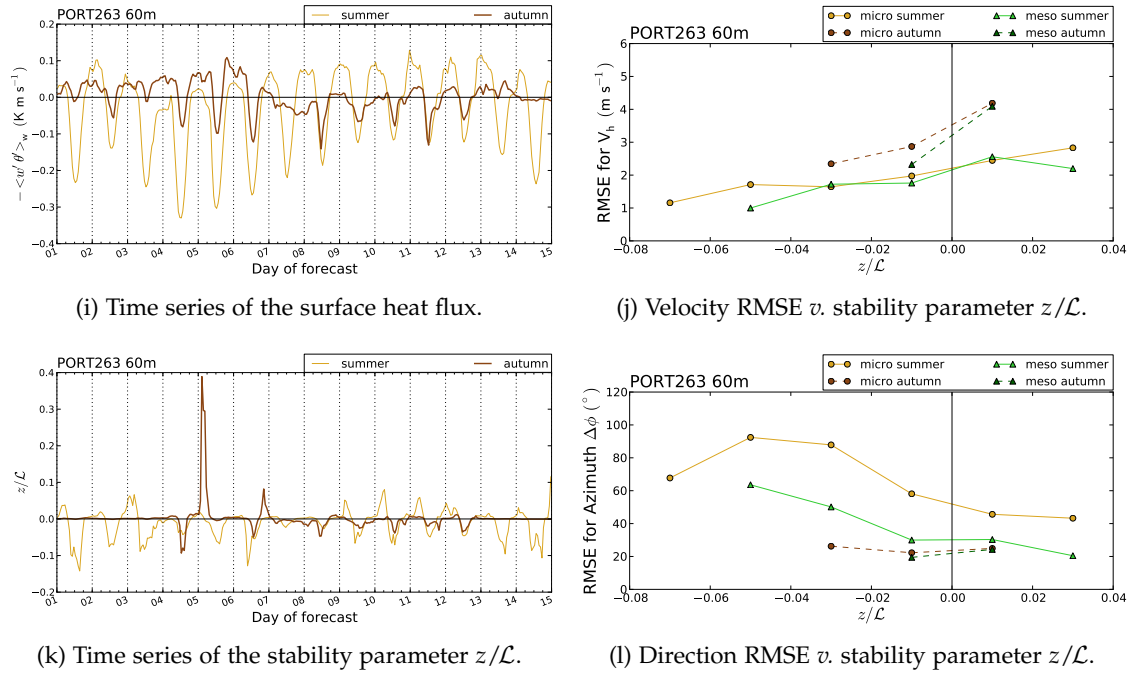 PORT263 60m
summer
autumn
− <w′ θ′>w (K m s−1)
0.2
0.1
0.0
−0.1
−0.2
−0.3
−0.4
01 02 03 04 05 06 07 08 09 10 11 12 13 14 15
Day of forecast
(i) Time series of the surface heat flux.
PORT263 60m
micro summer
micro autumn
meso summer
meso autumn
RMSE for Vh (m s−1)
6
5
4
3
2
1
0
−0.08 −0.06 −0.04 −0.02 0.00 0.02 0.04
z/ℒ
(j) Velocity RMSE v. stability parameter z/ℒ.
PORT263 60m
summer
autumn
z/ℒ
0.4
0.3
0.2
0.1
0.0
−0.1
−0.2
01 02 03 04 05 06 07 08 09 10 11 12 13 14 15
Day of forecast
(k) Time series of the stability parameter z/ℒ.
PORT263 60m
micro summer
micro autumn
meso summer
meso autumn
RMSE for Azimuth Δϕ (°)
120
100
80
60
40
20
0
−0.08 −0.06 −0.04 −0.02 0.00 0.02 0.04
z/ℒ
(l) Direction RMSE v. stability parameter z/ℒ.